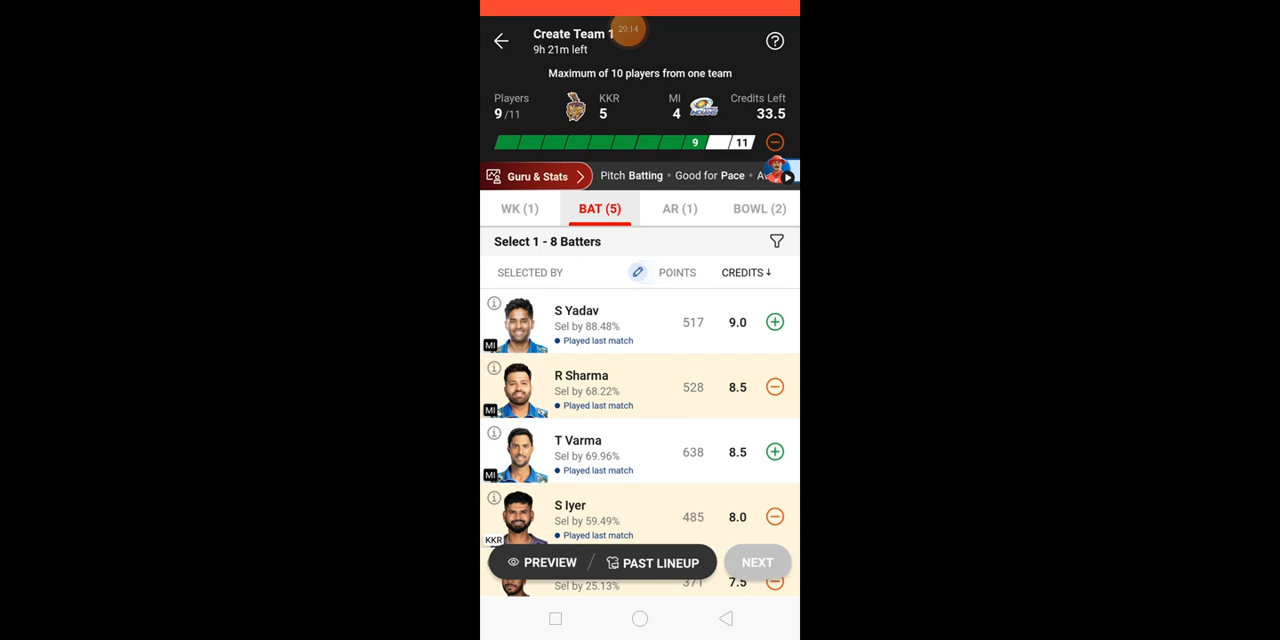 Create Team 1
29:14
9h 21m left
Maximum of 10 players from one team
Players
9/11
KKR
5
MI
4
Credits Left
33.5
9
11
Guru & Stats
Pitch Batting • Good for Pace • A
WK (1)
BAT (5)
AR (1)
BOWL (2)
Select 1 - 8 Batters
SELECTED BY
POINTS
CREDITS↓
S Yadav
Sel by 88.48%
Played last match
517
9.0
MI
R Sharma
Sel by 68.22%
Played last match
528
8.5
MI
T Varma
Sel by 69.96%
Played last match
638
8.5
MI
S Iyer
Sel by 59.49%
Played last match
485
8.0
KKR
PREVIEW / PAST LINEUP
NEXT
Sel by 25.13%
371
7.5